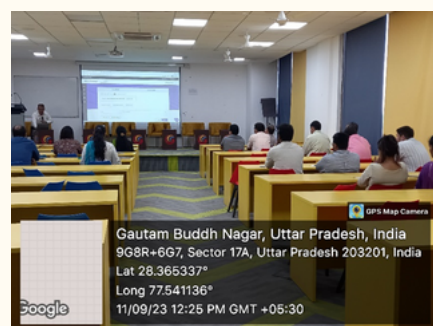 GPS Map Camera
Gautam Buddh Nagar, Uttar Pradesh, India
9G8R+6G7, Sector 17A, Uttar Pradesh 203201, India
Lat 28.365337°
Long 77.541136°
11/09/23 12:25 PM GMT +05:30
Google